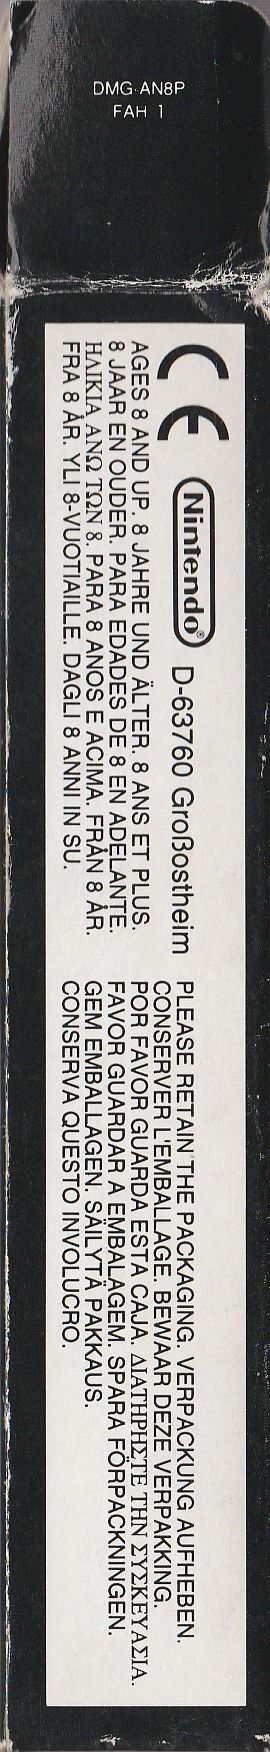 DMG-AN8P
FAH 1
CE
Nintendo® D-63760 Großostheim
AGES 8 AND UP. 8 JAHRE UND ÄLTER. 8 ANS ET PLUS.
8 JAAR EN OUDER. PARA EDADES DE 8 EN ADELANTE.
ΗΛΙΚΙΑ ΑΝΩ ΤΩΝ 8. PARA 8 ANOS E ACIMA. FRÅN 8 ÅR.
FRA 8 ÅR. YLI 8-VUOTIAILLE. DAGLI 8 ANNI IN SU.
PLEASE RETAIN THE PACKAGING. VERPACKUNG AUFHEBEN.
CONSERVER L'EMBALLAGE. BEWAAR DEZE VERPAKKING.
POR FAVOR GUARDA ESTA CAJA. ΔΙΑΤΗΡΗΣΤΕ ΤΗΝ ΣΥΣΚΕΥΑΣΙΑ.
FAVOR GUARDAR A EMBALAGEM. SPARA FÖRPACKNINGEN.
GEM EMBALLAGEN. SÄILYTÄ PAKKAUS.
CONSERVA QUESTO INVOLUCRO.